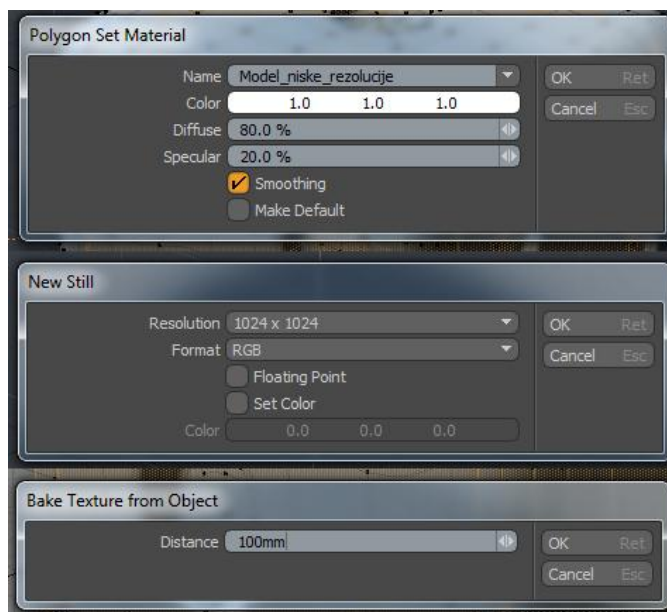 Polygon Set Material
Name Model_niske_rezolucije OK Ret
Color 1.0 1.0 1.0 Cancel Esc
Diffuse 80.0 %
Specular 20.0 %
Smoothing
Make Default
New Still
Resolution 1024 x 1024 OK Ret
Format RGB Cancel Esc
Floating Point
Set Color
Color 0.0 0.0 0.0
Bake Texture from Object
Distance 100mm OK Ret
Cancel Esc